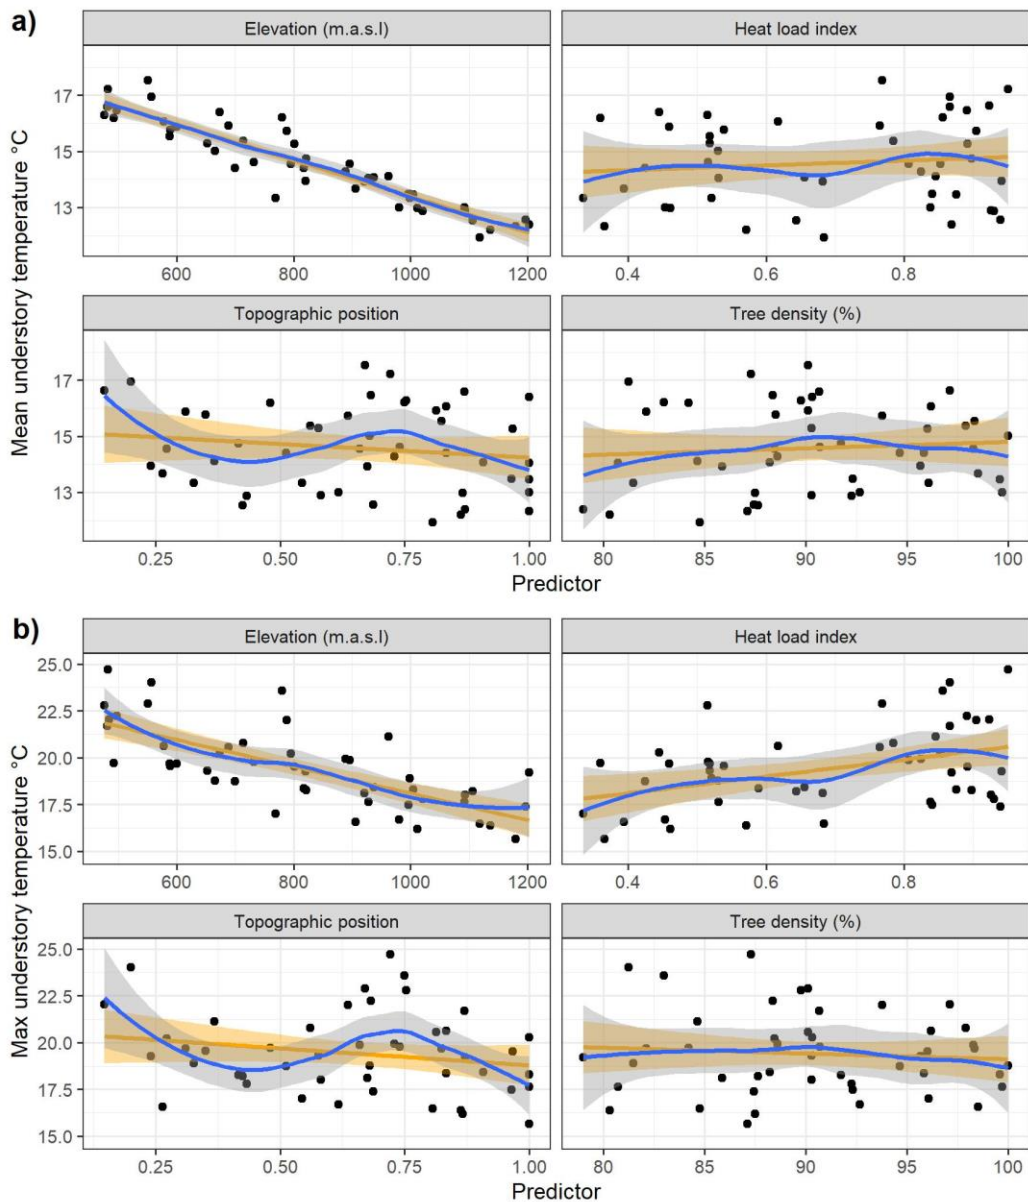 a)
Elevation (m.a.s.l)
Heat load index
Mean understory temperature °C
17
15
13
600 800 1000 1200
0.4 0.6 0.8
Topographic position
Tree density (%)
17
15
13
0.25 0.50 0.75 1.00
80 85 90 95 100
Predictor
b)
Elevation (m.a.s.l)
Heat load index
Max understory temperature °C
25.0
22.5
20.0
17.5
15.0
600 800 1000 1200
0.4 0.6 0.8
Topographic position
Tree density (%)
25.0
22.5
20.0
17.5
15.0
0.25 0.50 0.75 1.00
80 85 90 95 100
Predictor